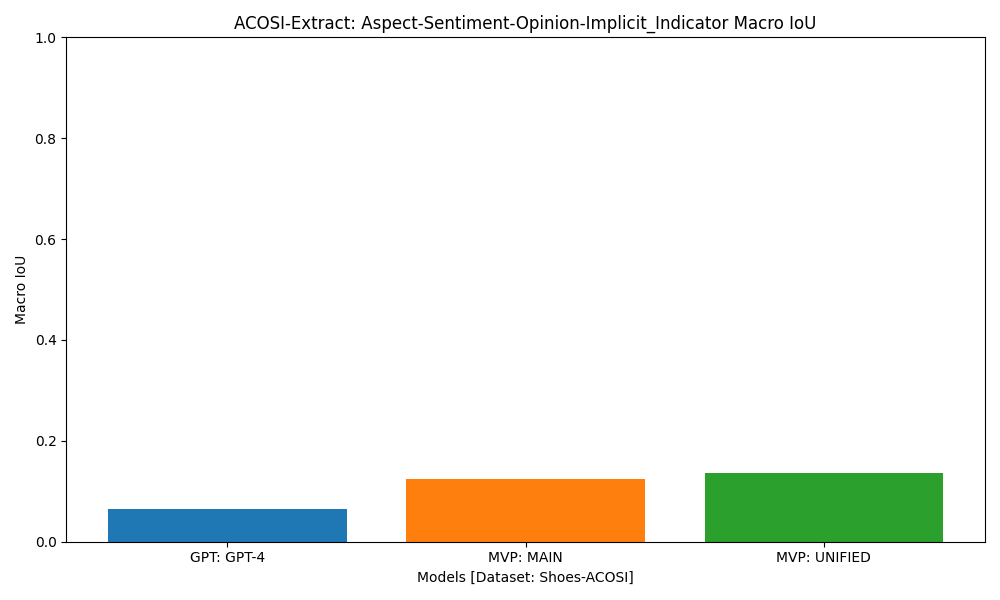 ACOSI-Extract: Aspect-Sentiment-Opinion-Implicit_Indicator Macro IoU
1.0
0.8
0.6
0.4
0.2
0.0
Macro IoU
GPT: GPT-4
MVP: MAIN
MVP: UNIFIED
Models [Dataset: Shoes-ACOSI]